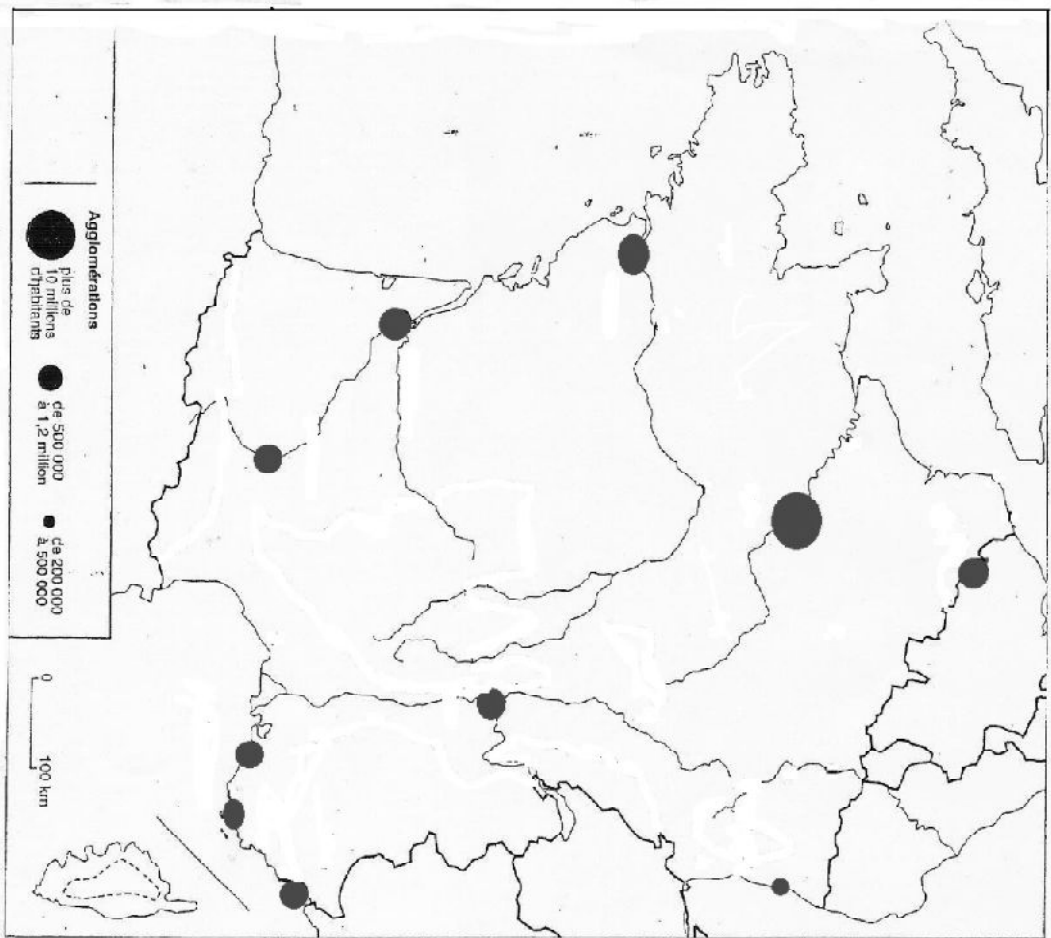 Agglomérations
plus de
10 millions
d'habitants
de 500 000
à 1,2 million
de 200 000
à 500 000
0
100 km